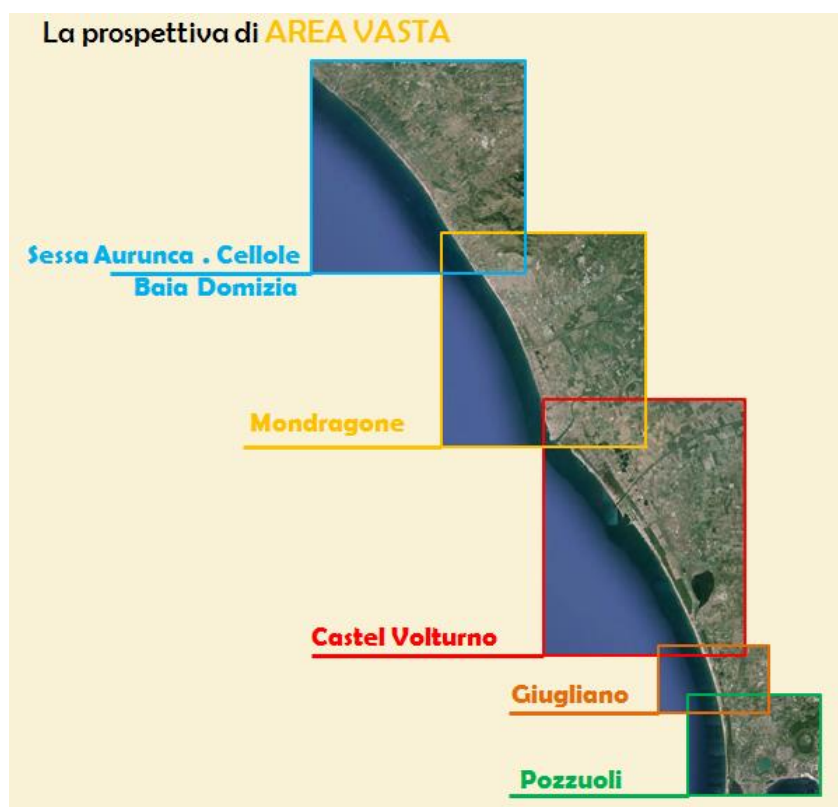 La prospettiva di AREA VASTA
Sessa Aurunca . Cellole
Baia Domizia
Mondragone
Castel Volturno
Giugliano
Pozzuoli